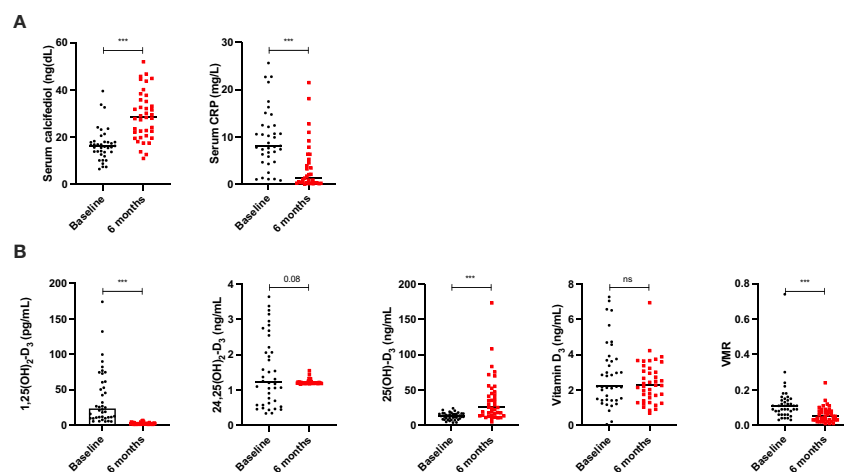 A
Serum calcifediol (ng(dL)
60
40
20
0
***
Baseline
6 months
Serum CRP (mg/L)
30
20
10
0
***
Baseline
6 months
B
1,25(OH)2-D3 (pg/mL)
200
150
100
50
0
***
Baseline
6 months
24,25(OH)2-D3 (ng/mL
4
3
2
1
0
0.08
Baseline
6 months
25(OH)-D3 (ng/mL)
200
150
100
50
0
***
Baseline
6 months
Vitamin D3 (ng/mL)
8
6
4
2
0
ns
Baseline
6 months
VMR
0.8
0.6
0.4
0.2
0.0
***
Baseline
6 months